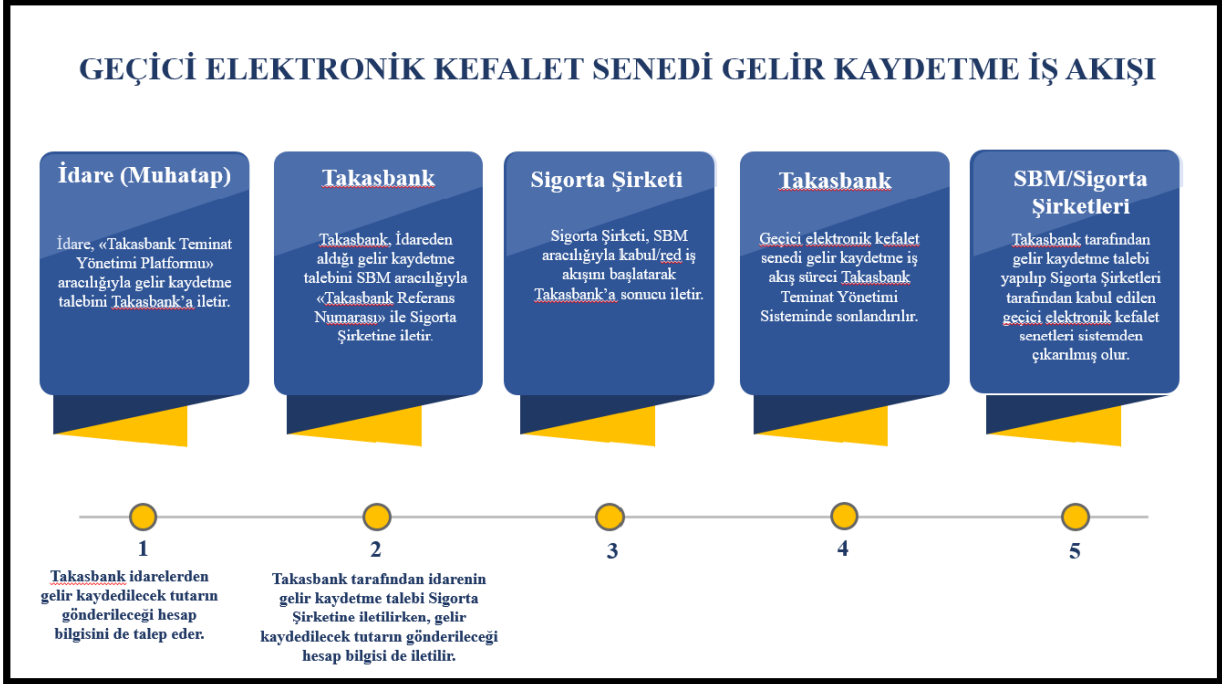 GEÇİCİ ELEKTRONİK KEFALET SENEDİ GELİR KAYDETME İŞ AKIŞI
İdare (Muhatap)
İdare, «Takasbank Teminat
Yönetimi Platformu»
aracılığıyla gelir kaydetme
talebini Takasbank’a iletir.
Takasbank
Takasbank, İdareden
aldığı gelir kaydetme
talebini SBM aracılığıyla
«Takasbank Referans
Numarası» ile Sigorta
Şirketine iletir.
Sigorta Şirketi
Sigorta Şirketi, SBM
aracılığıyla kabul/red iş
akışını başlatarak
Takasbank’a sonucu iletir.
Takasbank
Geçici elektronik kefalet
senedi gelir kaydetme iş
akış süreci Takasbank
Teminat Yönetimi
Sisteminde sonlandırılır.
SBM/Sigorta
Şirketleri
Takasbank tarafından
gelir kaydetme talebi
yapılıp Sigorta Şirketleri
tarafından kabul edilen
geçici elektronik kefalet
senetleri sistemden
çıkarılmış olur.
1
Takasbank idarelerden
gelir kaydedilecek tutarın
gönderileceği hesap
bilgisini de talep eder.
2
Takasbank tarafından idarenin
gelir kaydetme talebi Sigorta
Şirketine iletilirken, gelir
kaydedilecek tutarın gönderileceği
hesap bilgisi de iletilir.
3
4
5